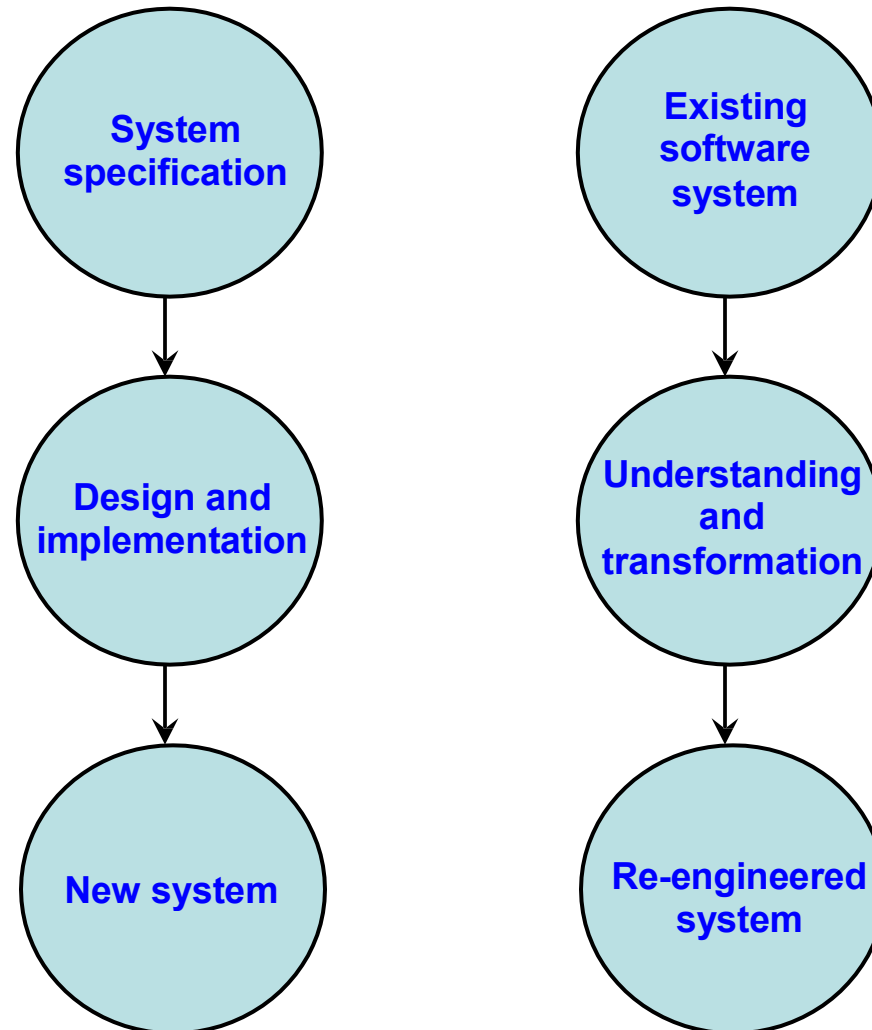 System
specification
Existing
software
system
Design and
implementation
Understanding
and
transformation
New system
Re-engineered
system